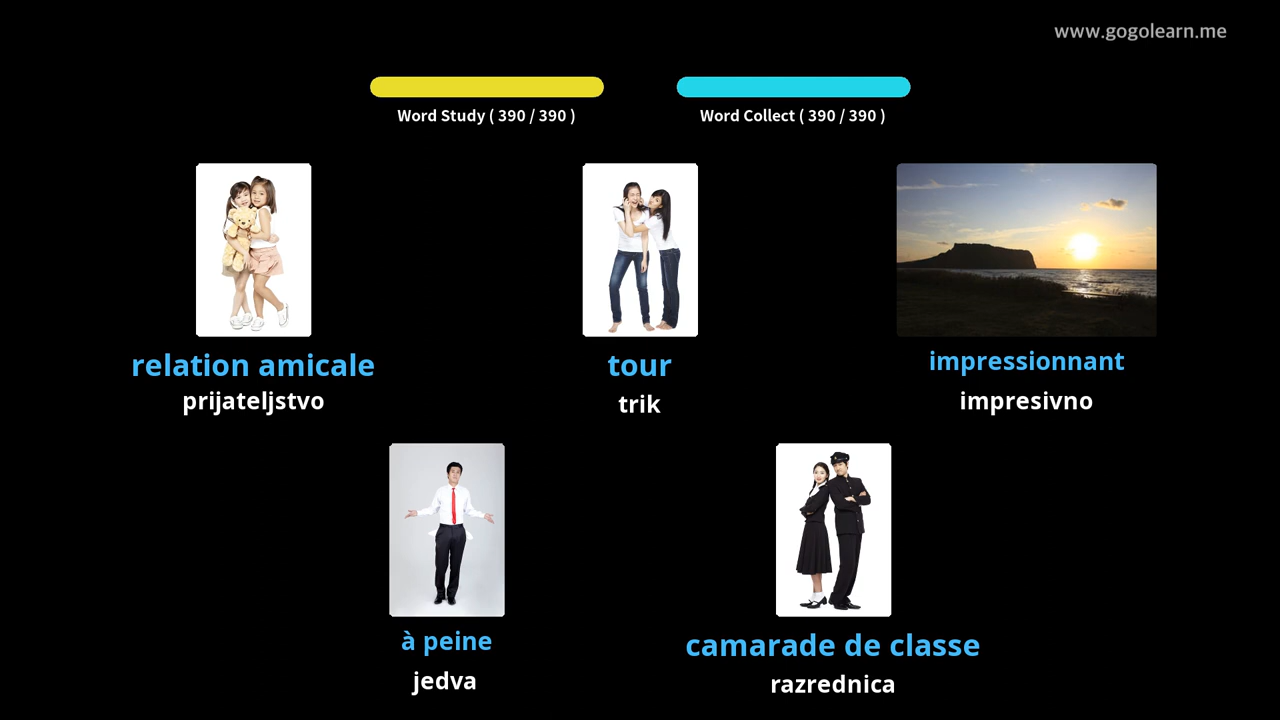 www.gogolearn.me
Word Study ( 390 / 390 )
Word Collect ( 390 / 390 )
relation amicale
prijateljstvo
tour
trik
impressionnant
impresivno
à peine
jedva
camarade de classe
razrednica